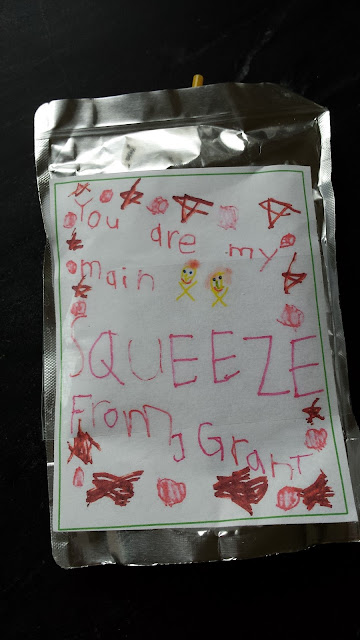 You are my
main
SQUEEZE
From, Grant